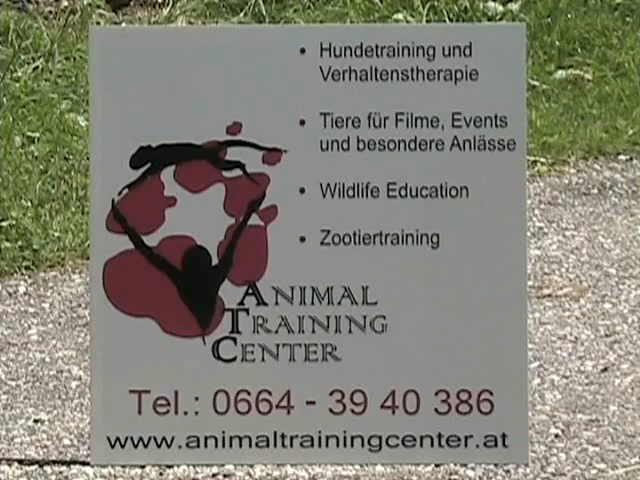 • Hundetraining und
Verhaltenstherapie
• Tiere für Filme, Events
und besondere Anlässe
• Wildlife Education
• Zootiertraining
ANIMAL
TRAINING
CENTER
Tel.: 0664 - 39 40 386
www.animaltrainingcenter.at